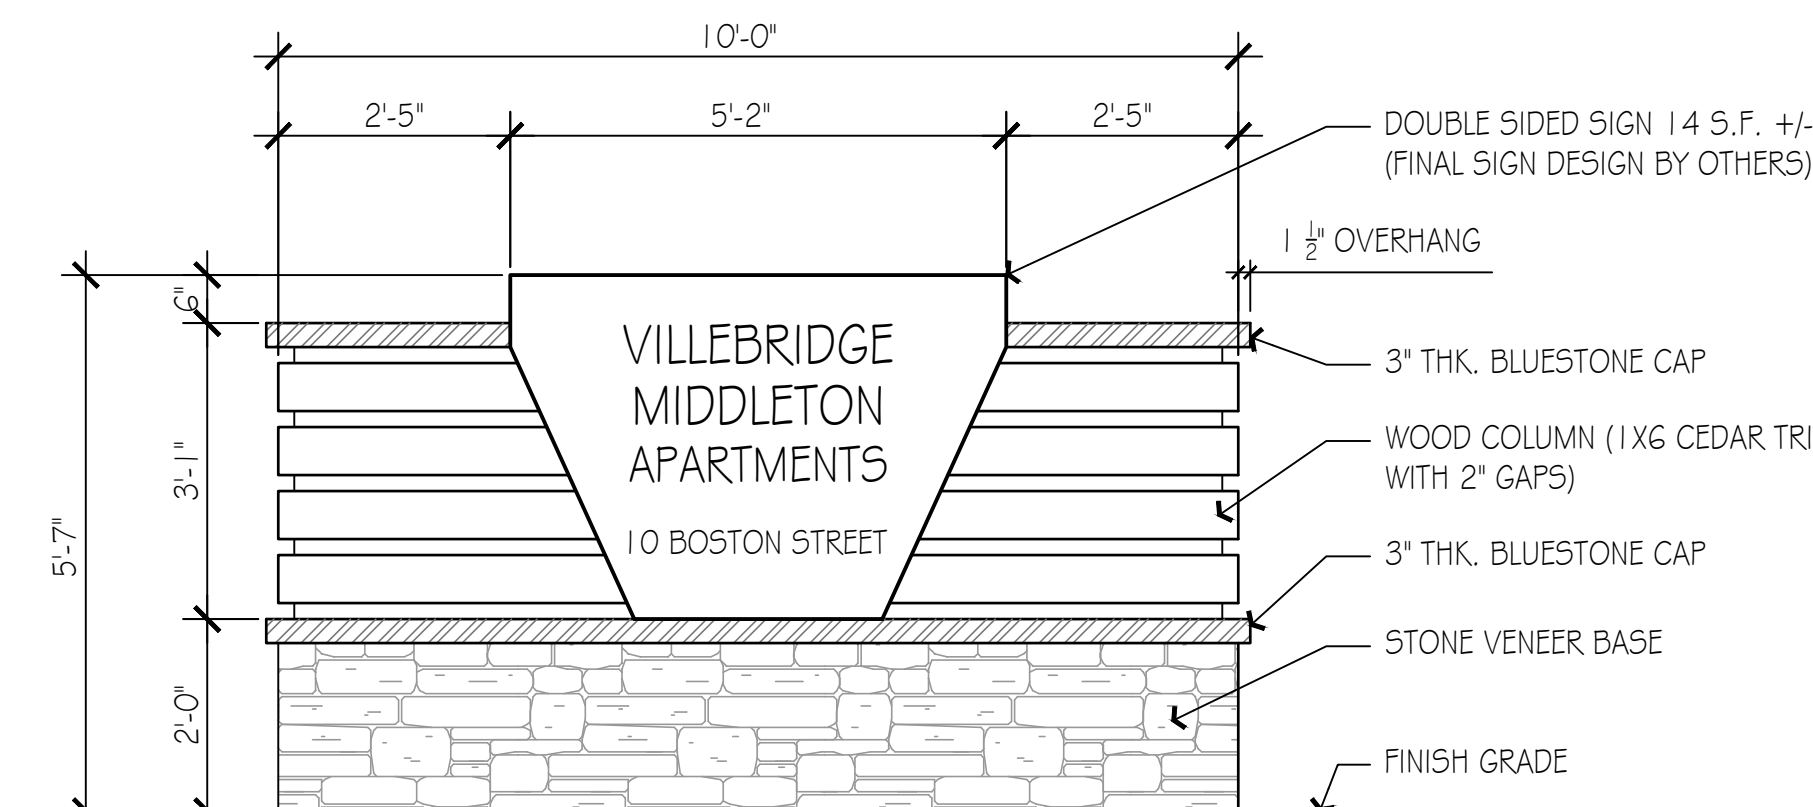 10'-0"
2'-5" 5'-2" 2'-5"
DOUBLE SIDED SIGN 14 S.F. +/-
(FINAL SIGN DESIGN BY OTHERS)
1 1/2" OVERHANG
6"
VILLEBRIDGE
MIDDLETON
APARTMENTS
10 BOSTON STREET
3" THK. BLUESTONE CAP
WOOD COLUMN (1X6 CEDAR TRI
WITH 2" GAPS)
3'-1"
5'-7"
3" THK. BLUESTONE CAP
STONE VENEER BASE
2'-0"
FINISH GRADE